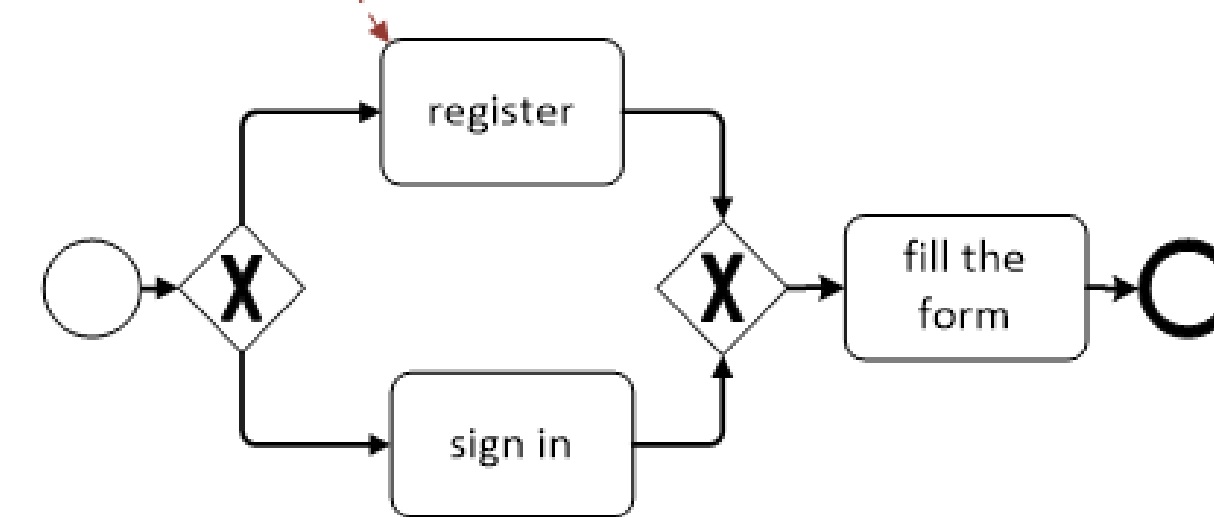 register
X
X
fill the
form
sign in